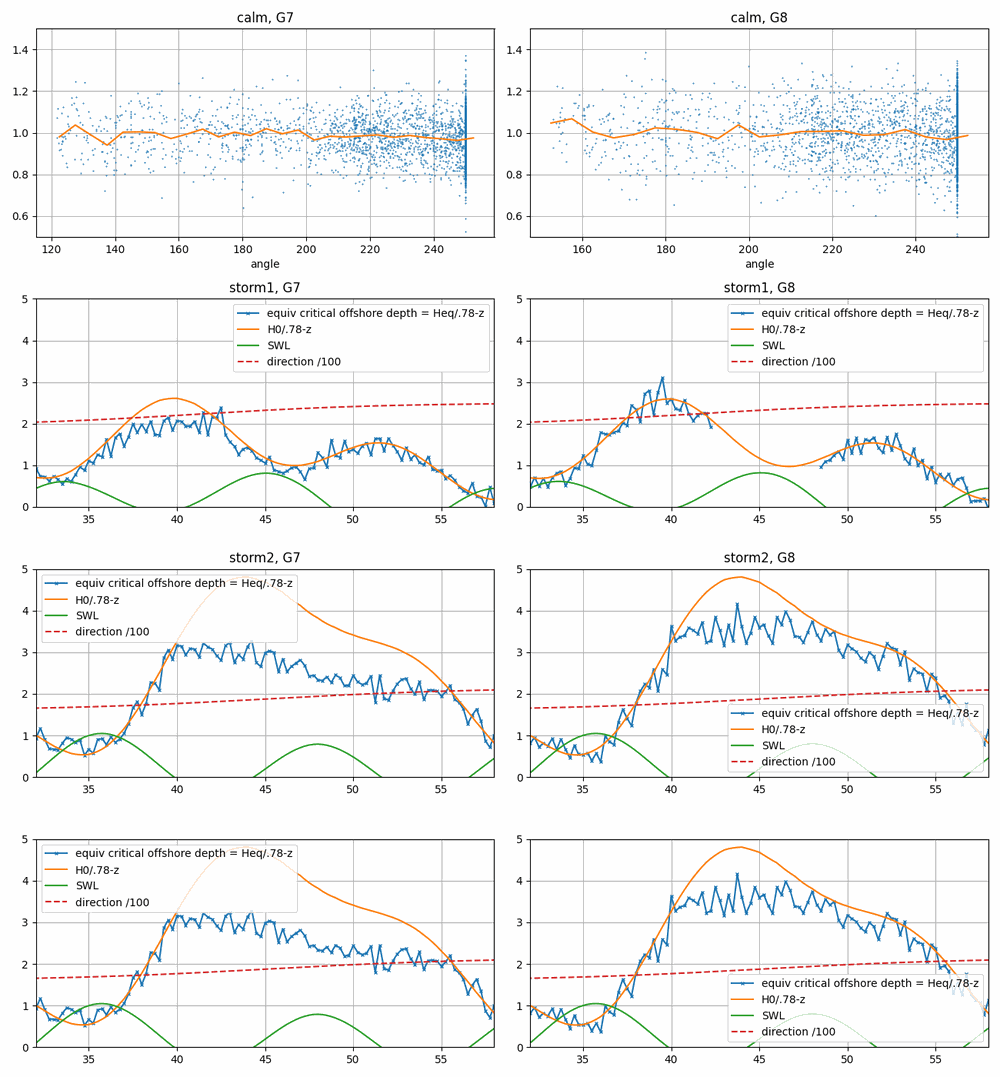 calm, G7
calm, G8
1.4
1.2
1.0
0.8
0.6
120 140 160 180 200 220 240
angle
1.4
1.2
1.0
0.8
0.6
160 180 200 220 240
angle
storm1, G7
storm1, G8
5
4
3
2
1
0
equiv critical offshore depth = Heq/.78-z
H0/.78-z
SWL
direction /100
35 40 45 50 55
5
4
3
2
1
0
equiv critical offshore depth = Heq/.78-z
H0/.78-z
SWL
direction /100
35 40 45 50 55
storm2, G7
storm2, G8
5
4
3
2
1
0
equiv critical offshore depth = Heq/.78-z
H0/.78-z
SWL
direction /100
35 40 45 50 55
5
4
3
2
1
0
equiv critical offshore depth = Heq/.78-z
H0/.78-z
SWL
direction /100
35 40 45 50 55
5
4
3
2
1
0
equiv critical offshore depth = Heq/.78-z
H0/.78-z
SWL
direction /100
35 40 45 50 55
5
4
3
2
1
0
equiv critical offshore depth = Heq/.78-z
H0/.78-z
SWL
direction /100
35 40 45 50 55